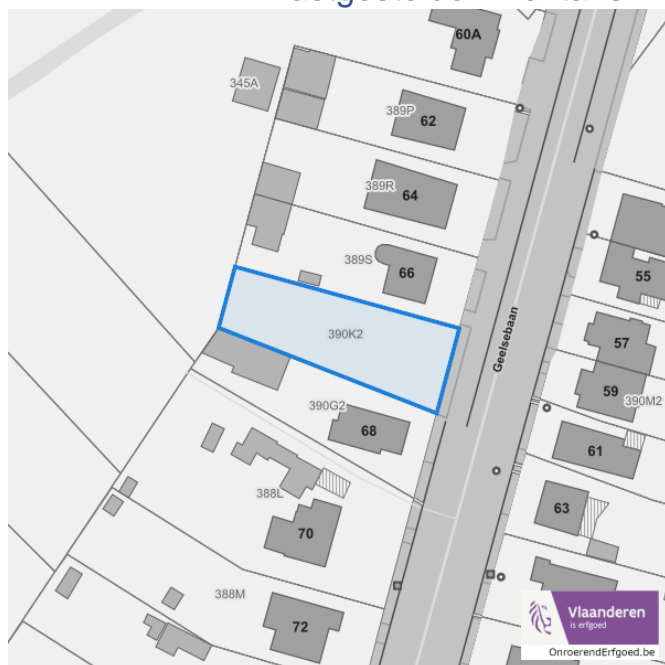 60A
345A
389P
62
389R
64
389S
66
55
390K2
Geelsebaan
57
59
390M2
390G2
68
61
388L
63
70
388M
72
Vlaanderen
is erfgoed
OnroerendErfgoed.be